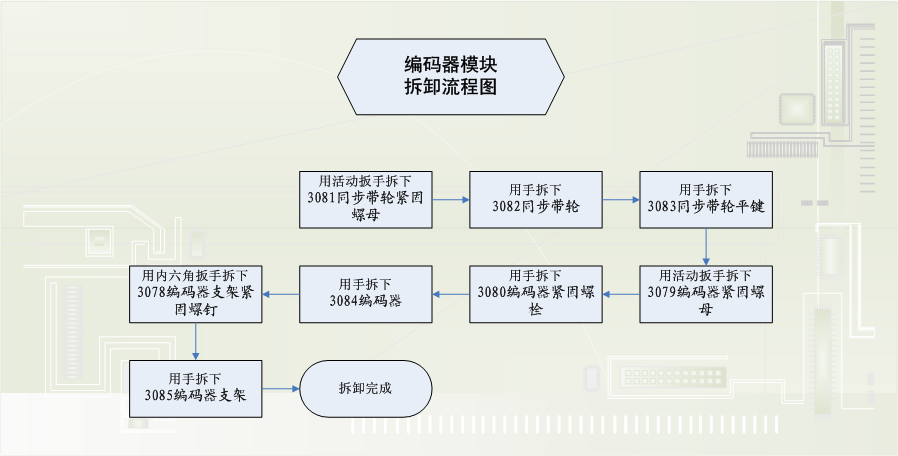 编码器模块
拆卸流程图
用活动扳手拆下
3081同步带轮紧固
螺母
用手拆下
3082同步带轮
用手拆下
3083同步带轮平键
用活动扳手拆下
3079编码器紧固螺
母
用手拆下
3080编码器紧固螺
栓
用手拆下
3084编码器
用内六角扳手拆下
3078编码器支架紧
固螺钉
用手拆下
3085编码器支架
拆卸完成